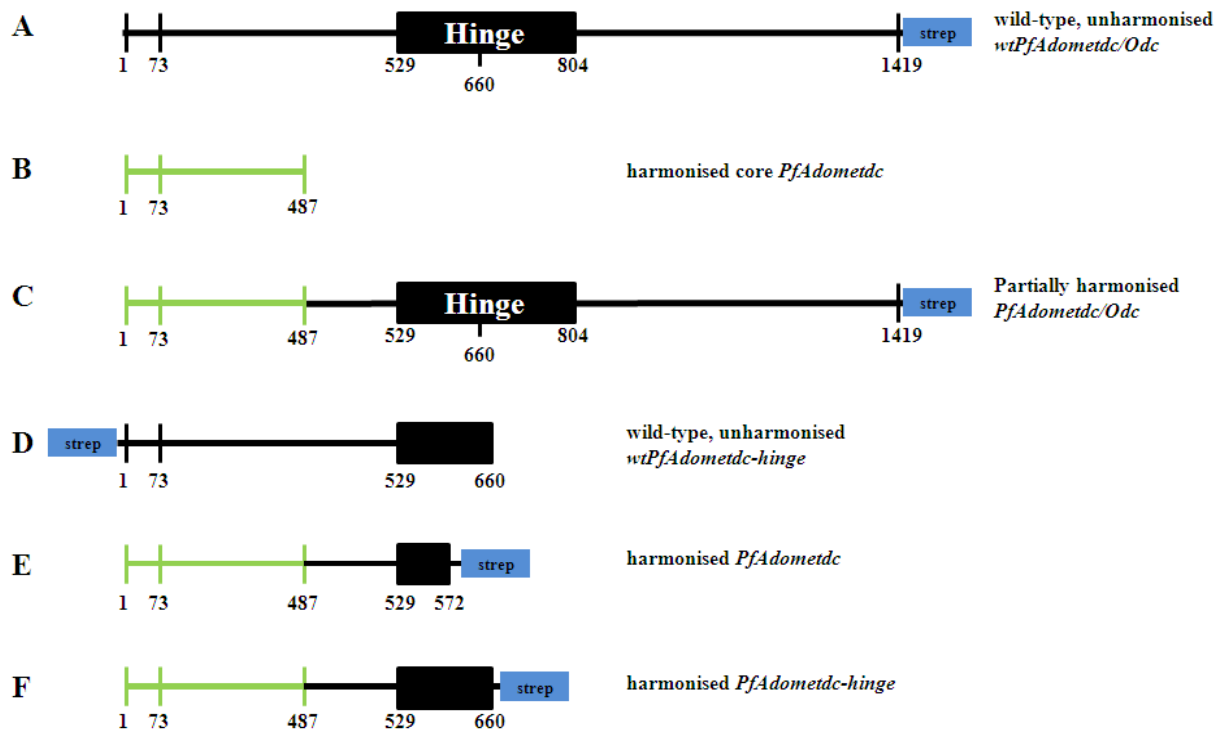 A
Hinge
strep
wild-type, unharmonised
wtPfAdometdc/Odc
1 73 529 660 804 1419
B
harmonised core PfAdometdc
1 73 487
C
Hinge
strep
Partially harmonised
PfAdometdc/Odc
1 73 487 529 660 804 1419
D
strep
wild-type, unharmonised
wtPfAdometdc-hinge
1 73 529 660
E
strep
harmonised PfAdometdc
1 73 487 529 572
F
strep
harmonised PfAdometdc-hinge
1 73 487 529 660